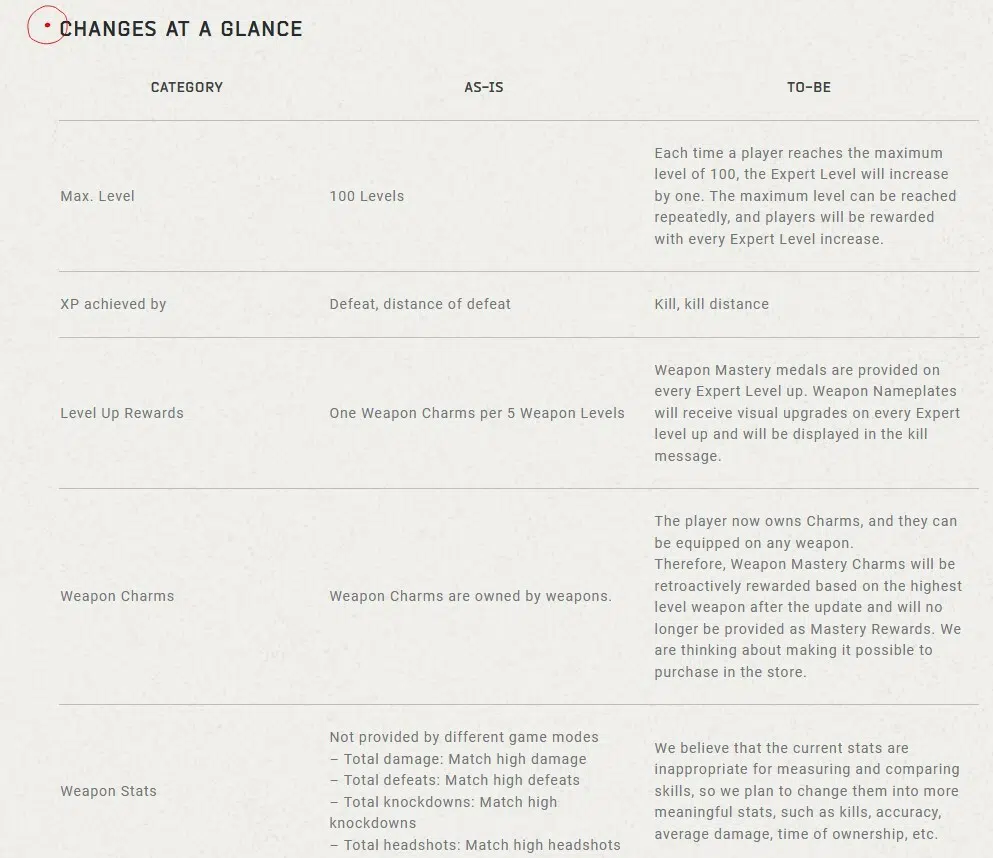 CHANGES AT A GLANCE
CATEGORY
AS-IS
TO-BE
Max. Level
100 Levels
Each time a player reaches the maximum
level of 100, the Expert Level will increase
by one. The maximum level can be reached
repeatedly, and players will be rewarded
with every Expert Level increase.
XP achieved by
Defeat, distance of defeat
Kill, kill distance
Level Up Rewards
One Weapon Charms per 5 Weapon Levels
Weapon Mastery medals are provided on
every Expert Level up. Weapon Nameplates
will receive visual upgrades on every Expert
level up and will be displayed in the kill
message.
Weapon Charms
Weapon Charms are owned by weapons.
The player now owns Charms, and they can
be equipped on any weapon.
Therefore, Weapon Mastery Charms will be
retroactively rewarded based on the highest
level weapon after the update and will no
longer be provided as Mastery Rewards. We
are thinking about making it possible to
purchase in the store.
Weapon Stats
Not provided by different game modes
– Total damage: Match high damage
– Total defeats: Match high defeats
– Total knockdowns: Match high
knockdowns
– Total headshots: Match high headshots
We believe that the current stats are
inappropriate for measuring and comparing
skills, so we plan to change them into more
meaningful stats, such as kills, accuracy,
average damage, time of ownership, etc.